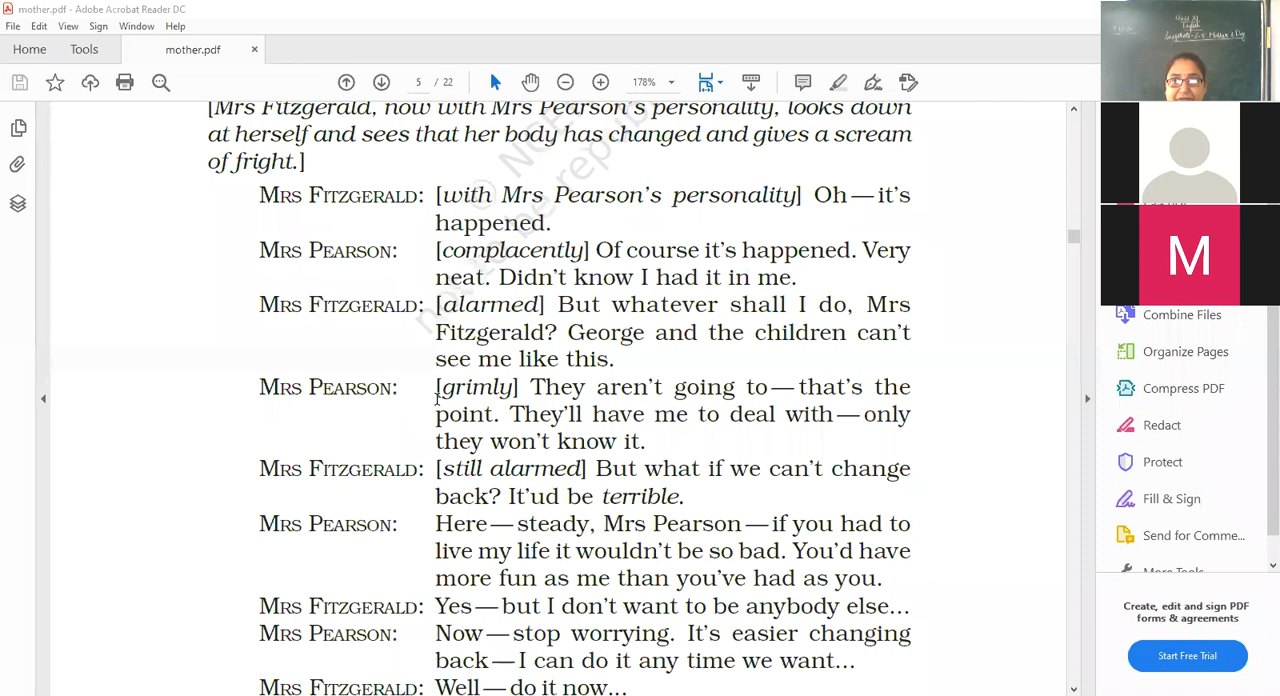 mother.pdf - Adobe Acrobat Reader DC
File Edit View Sign Window Help
Home Tools mother.pdf ×
5 / 22 178%
[Mrs Fitzgerald, now with Mrs Pearson's personality, looks down
at herself and sees that her body has changed and gives a scream
of fright.]
MRS FITZGERALD: [with Mrs Pearson's personality] Oh—it's
happened.
MRS PEARSON: [complacently] Of course it's happened. Very
neat. Didn't know I had it in me.
MRS FITZGERALD: [alarmed] But whatever shall I do, Mrs
Fitzgerald? George and the children can't
see me like this.
MRS PEARSON: [grimly] They aren't going to—that's the
point. They'll have me to deal with—only
they won't know it.
MRS FITZGERALD: [still alarmed] But what if we can't change
back? It'ud be terrible.
MRS PEARSON: Here—steady, Mrs Pearson—if you had to
live my life it wouldn't be so bad. You'd have
more fun as me than you've had as you.
MRS FITZGERALD: Yes—but I don't want to be anybody else...
MRS PEARSON: Now—stop worrying. It's easier changing
back—I can do it any time we want...
MRS FITZGERALD: Well—do it now...
not be repub
English
Mother's Day
M
Combine Files
Organize Pages
Compress PDF
Redact
Protect
Fill & Sign
Send for Comme...
More Tools
Create, edit and sign PDF
forms & agreements
Start Free Trial